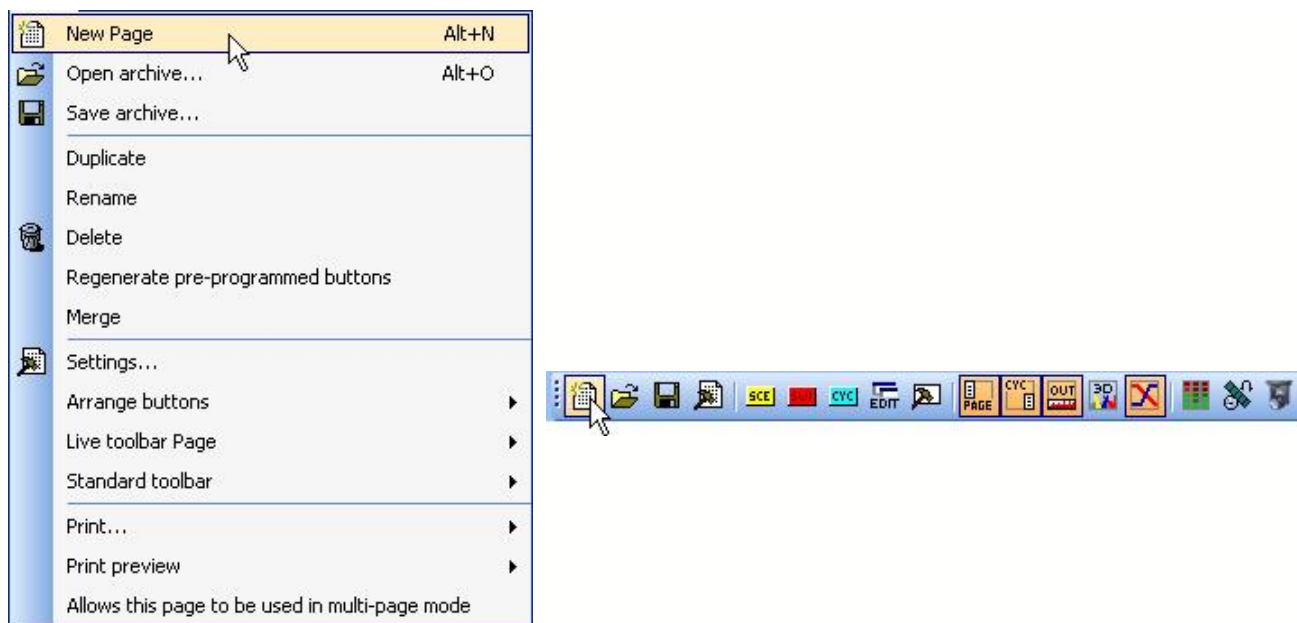 New Page Alt+N
Open archive... Alt+O
Save archive...
Duplicate
Rename
Delete
Regenerate pre-programmed buttons
Merge
Settings...
Arrange buttons
Live toolbar Page
Standard toolbar
Print...
Print preview
Allows this page to be used in multi-page mode
SCE CYC EDIT PAGE CYC OUT 3D